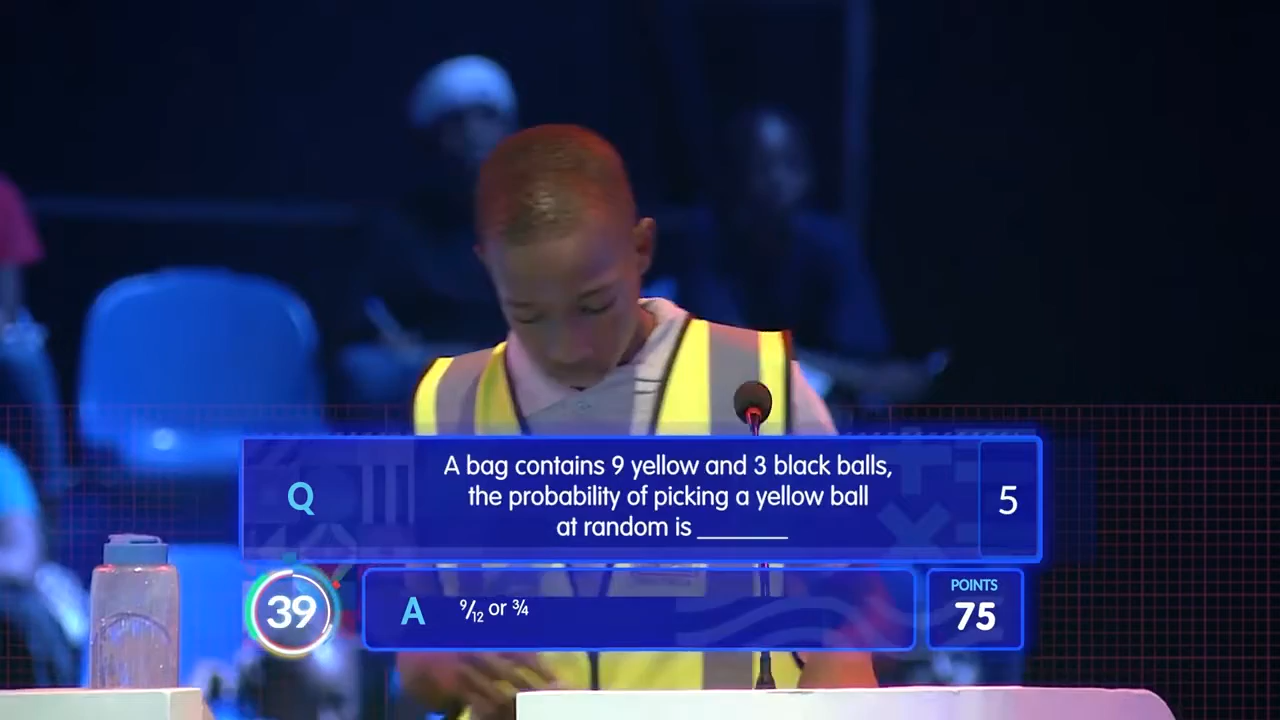 Q
A bag contains 9 yellow and 3 black balls,
the probability of picking a yellow ball
at random is _______
5
39
A
9/12 or 3/4
POINTS
75